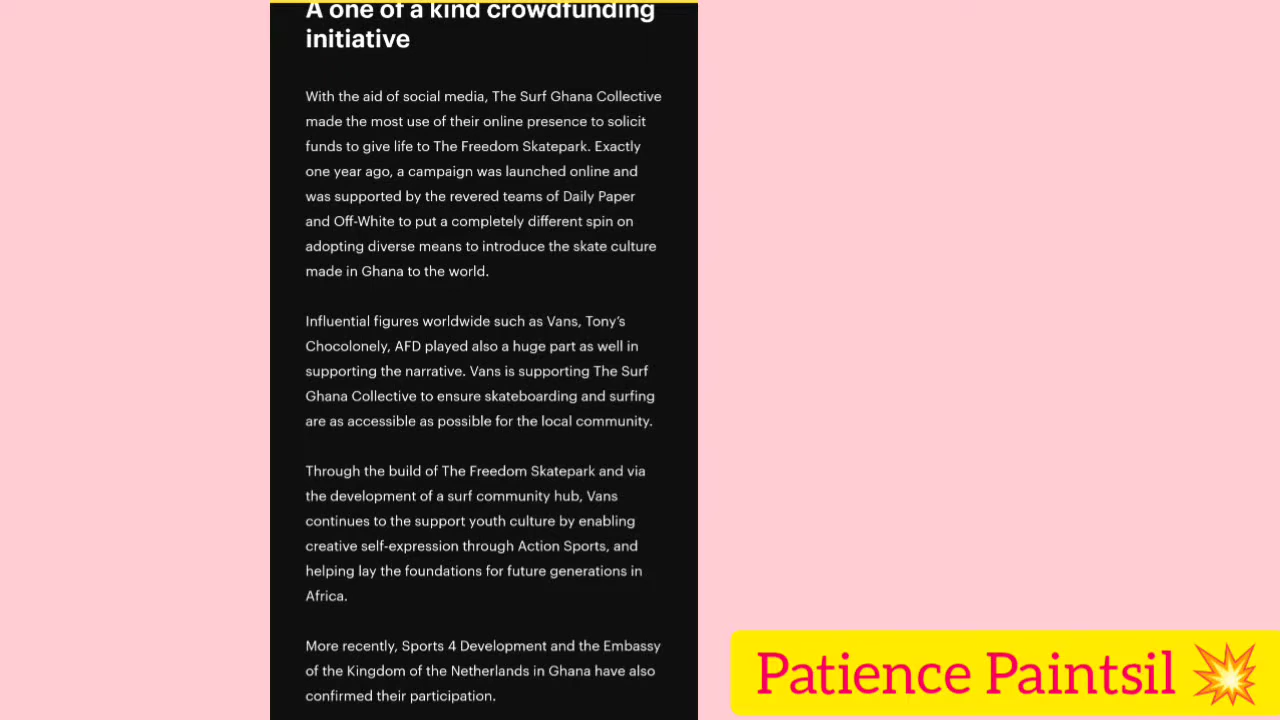 A one of a kind crowdfunding
initiative
With the aid of social media, The Surf Ghana Collective
made the most use of their online presence to solicit
funds to give life to The Freedom Skatepark. Exactly
one year ago, a campaign was launched online and
was supported by the revered teams of Daily Paper
and Off-White to put a completely different spin on
adopting diverse means to introduce the skate culture
made in Ghana to the world.
Influential figures worldwide such as Vans, Tony’s
Chocolonely, AFD played also a huge part as well in
supporting the narrative. Vans is supporting The Surf
Ghana Collective to ensure skateboarding and surfing
are as accessible as possible for the local community.
Through the build of The Freedom Skatepark and via
the development of a surf community hub, Vans
continues to the support youth culture by enabling
creative self-expression through Action Sports, and
helping lay the foundations for future generations in
Africa.
More recently, Sports 4 Development and the Embassy
of the Kingdom of the Netherlands in Ghana have also
confirmed their participation.
Patience Paintsil 💥